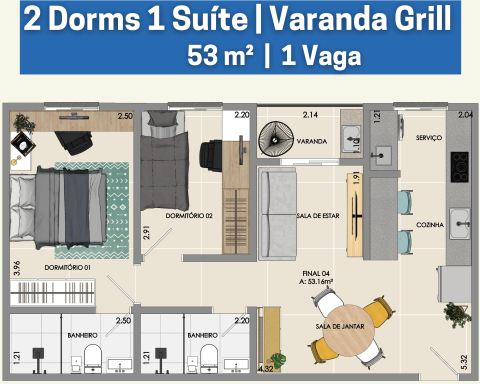 2 Dorms 1 Suíte | Varanda Grill
53 m² | 1 Vaga
2.50
2.20
2.14
1.21
2.04
VARANDA
1.10
SERVIÇO
1.91
DORMITÓRIO 02
SALA DE ESTAR
COZINHA
2.91
3.96
DORMITÓRIO 01
FINAL 04
A: 53.16m²
2.50
2.20
SALA DE JANTAR
BANHEIRO
BANHEIRO
1.21
1.21
4.32
5.32